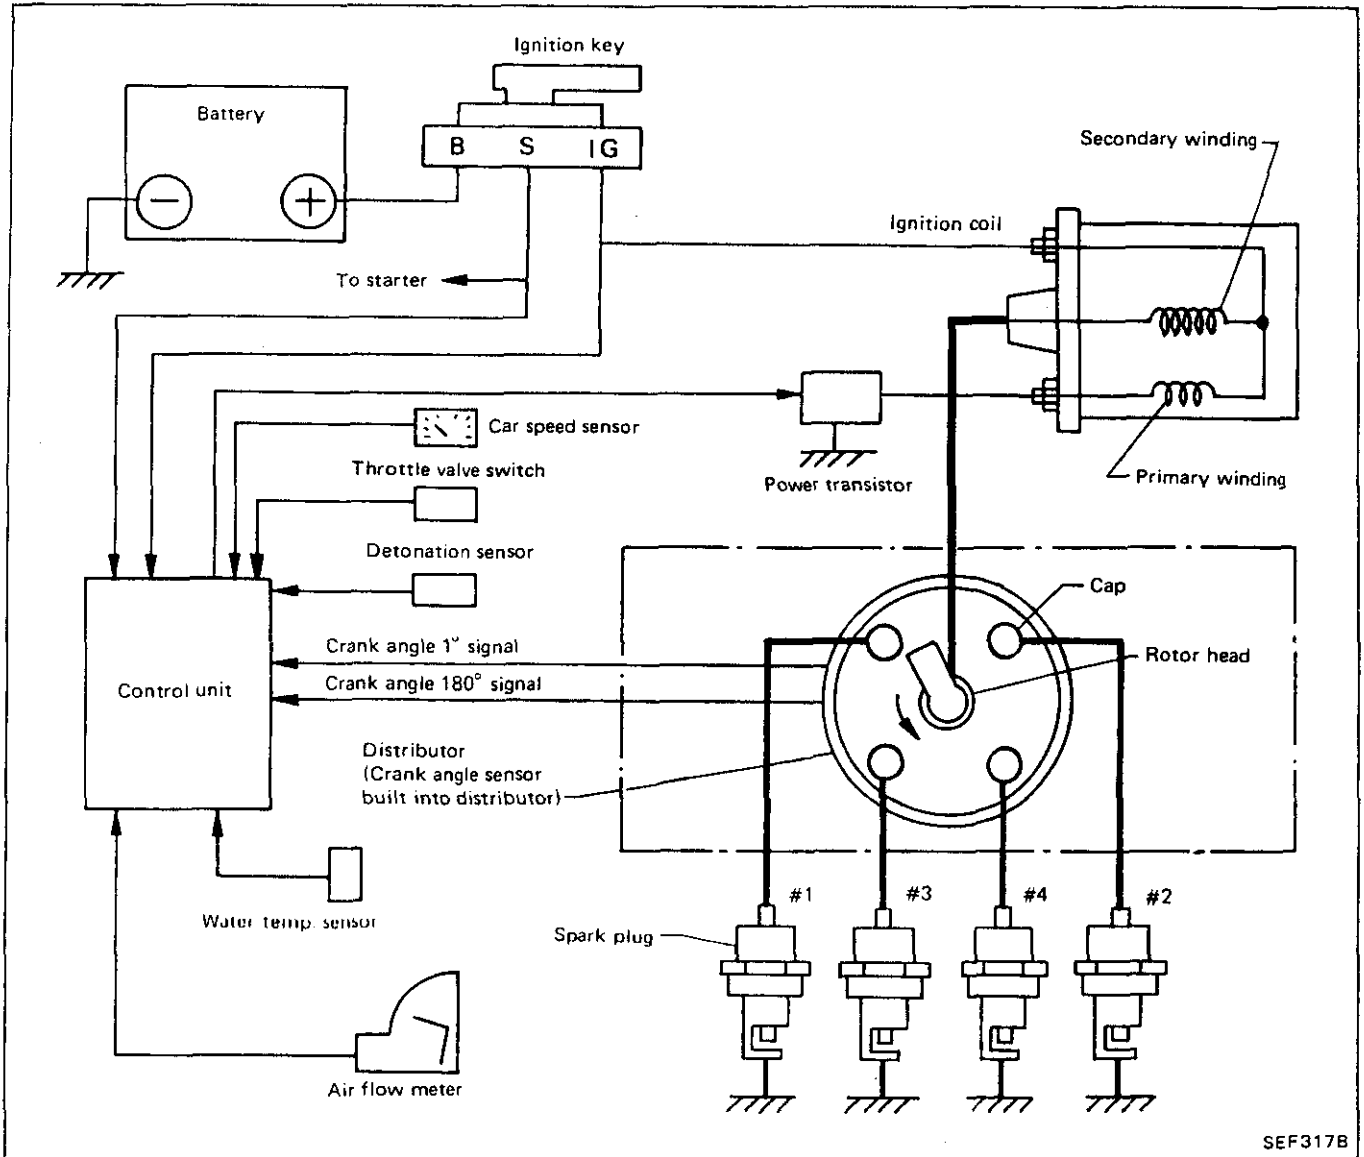 Ignition key
Battery
B S IG
Secondary winding
Ignition coil
To starter
Car speed sensor
Throttle valve switch
Power transistor
Primary winding
Detonation sensor
Cap
Crank angle 1° signal
Rotor head
Crank angle 180° signal
Control unit
Distributor
(Crank angle sensor
built into distributor)
#1 #3 #4 #2
Water temp. sensor
Spark plug
Air flow meter
SEF317B